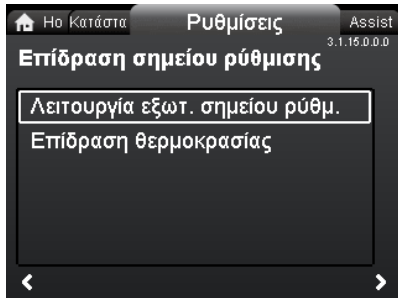 Ho Κατάστα Ρυθμίσεις Assist
3.1.15.0.0.0
Επίδραση σημείου ρύθμισης
Λειτουργία εξωτ. σημείου ρύθμ.
Επίδραση θερμοκρασίας